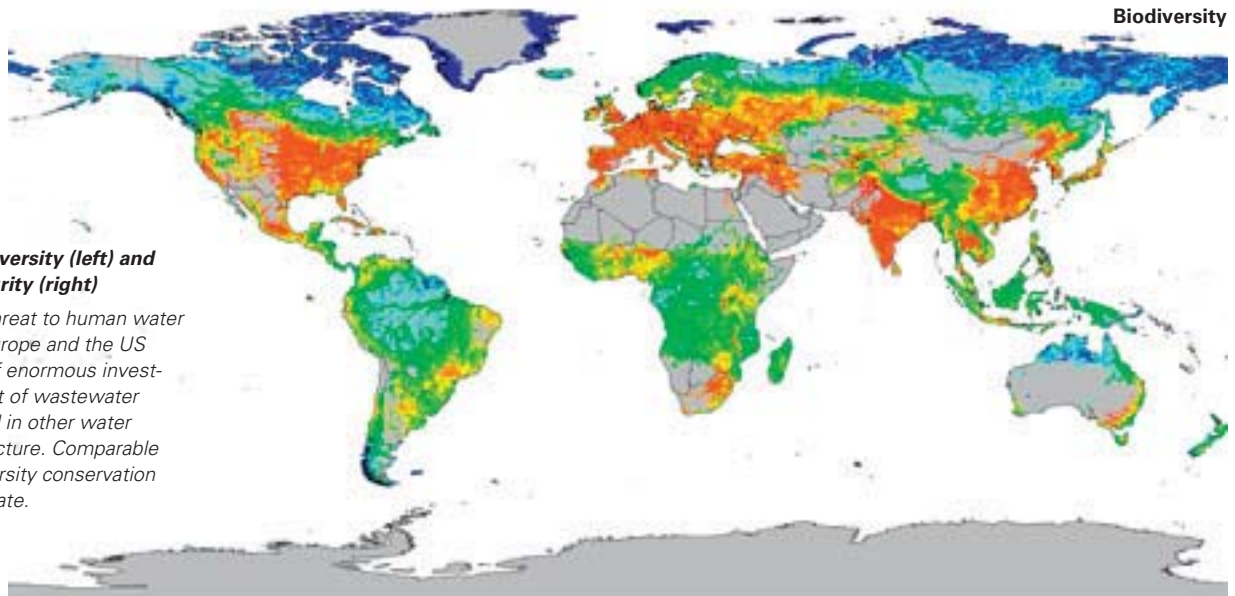 Biodiversity
versity (left) and
rity (right)
reat to human water
urope and the US
f enormous invest-
t of wastewater
d in other water
cture. Comparable
rsity conservation
ate.